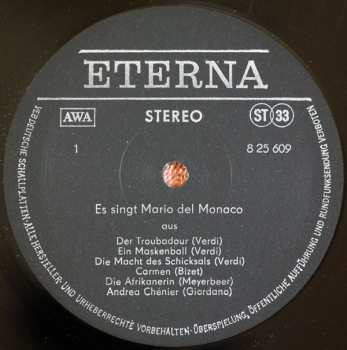 ETERNA
AWA
STEREO
ST 33
1
8 25 609
Es singt Mario del Monaco
aus
Der Troubadour (Verdi)
Ein Maskenball (Verdi)
Die Macht des Schicksals (Verdi)
Carmen (Bizet)
Die Afrikanerin (Meyerbeer)
Andrea Chénier (Giordano)
VEB DEUTSCHE SCHALLPLATTEN · ALLE HERSTELLER- UND URHEBERRECHTE VORBEHALTEN · ÜBERSPIELUNG, ÖFFENTLICHE AUFFÜHRUNG UND RUNDFUNKSENDUNG VERBOTEN